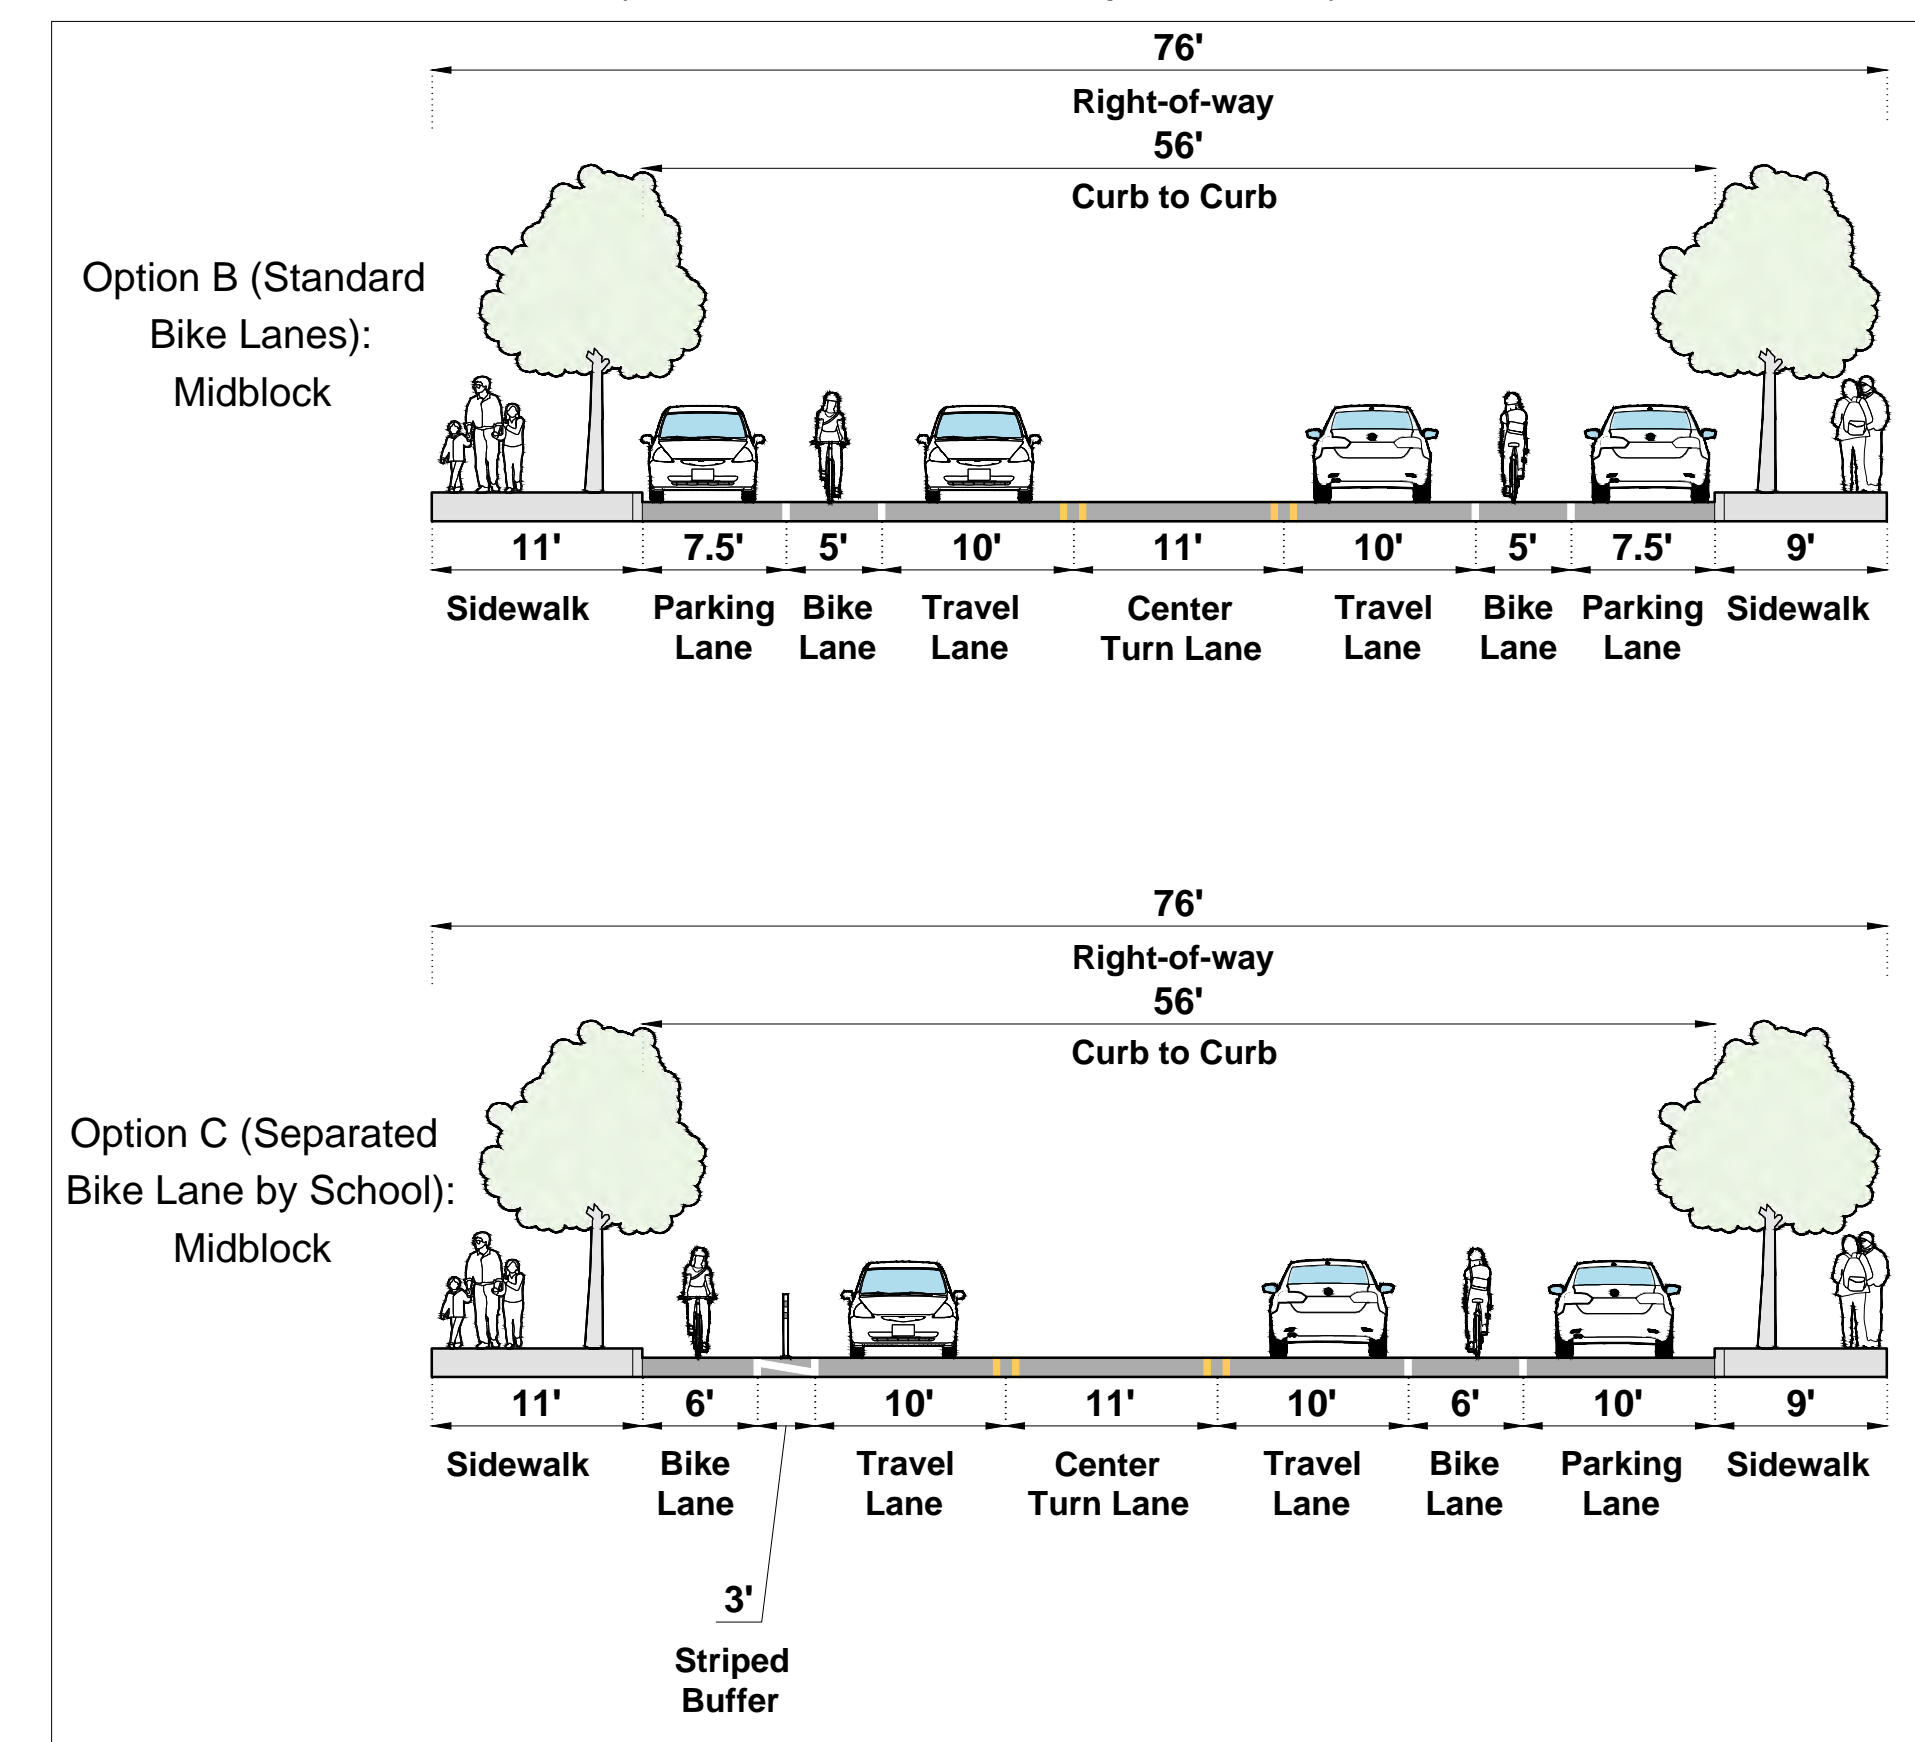 76'
Right-of-way
56'
Curb to Curb
Option B (Standard
Bike Lanes):
Midblock
11' 7.5' 5' 10' 11' 10' 5' 7.5' 9'
Sidewalk Parking Bike Travel Center Travel Bike Parking Sidewalk
Lane Lane Lane Turn Lane Lane Lane Lane
76'
Right-of-way
56'
Curb to Curb
Option C (Separated
Bike Lane by School):
Midblock
11' 6' 10' 11' 10' 6' 10' 9'
Sidewalk Bike Travel Center Travel Bike Parking Sidewalk
Lane Lane Turn Lane Lane Lane Lane
3'
Striped
Buffer